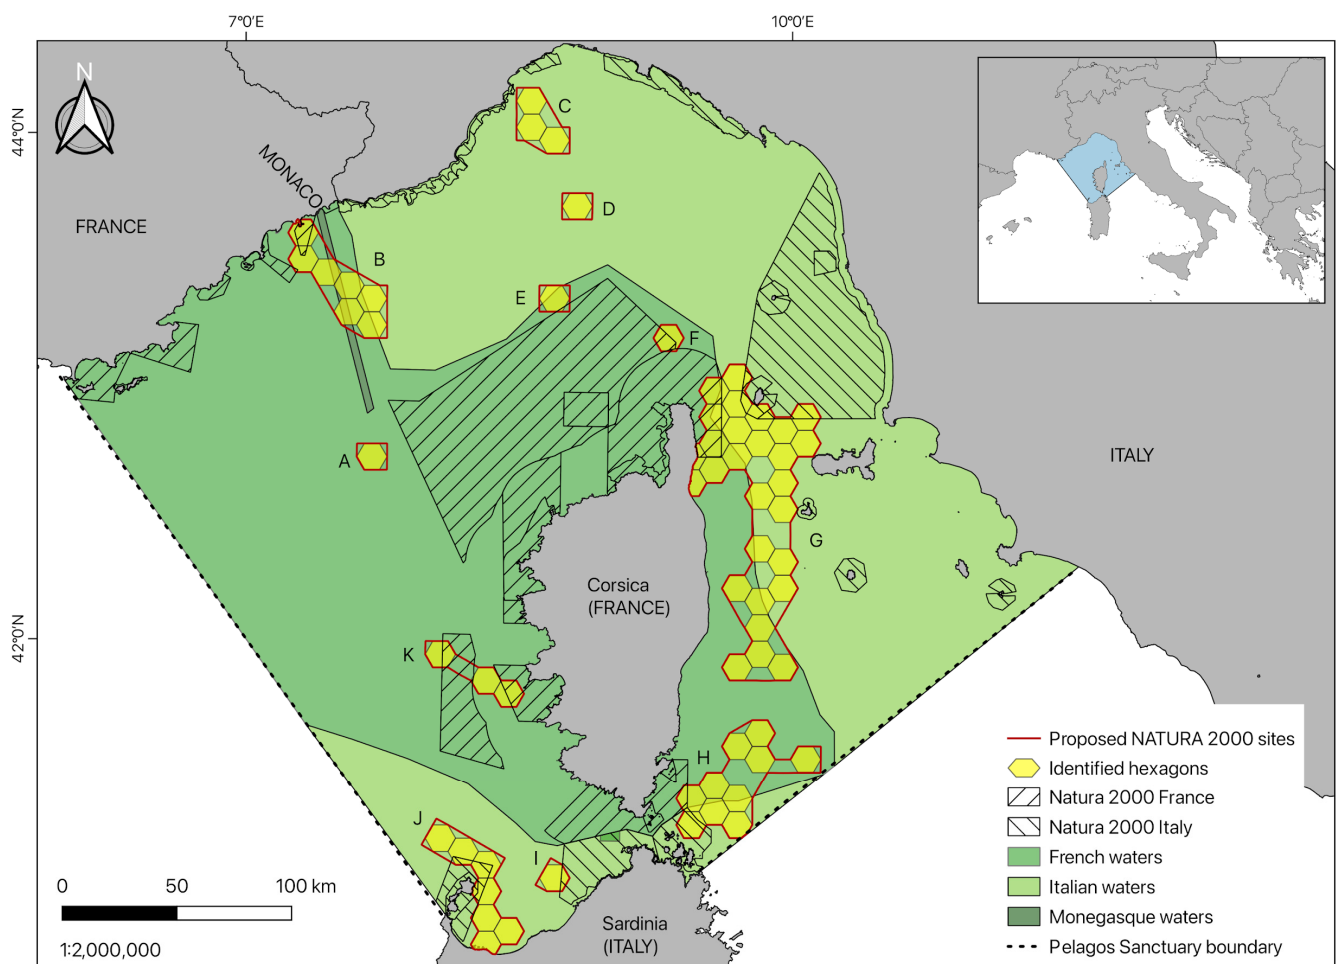 7°0'E
10°0'E
N
44°0'N
C
MONACO
FRANCE
D
B
E
F
A
ITALY
G
Corsica
(FRANCE)
42°0'N
K
H
Proposed NATURA 2000 sites
Identified hexagons
Natura 2000 France
J
Natura 2000 Italy
I
French waters
0
50
100 km
Italian waters
Sardinia
(ITALY)
Monegasque waters
1:2,000,000
Pelagos Sanctuary boundary